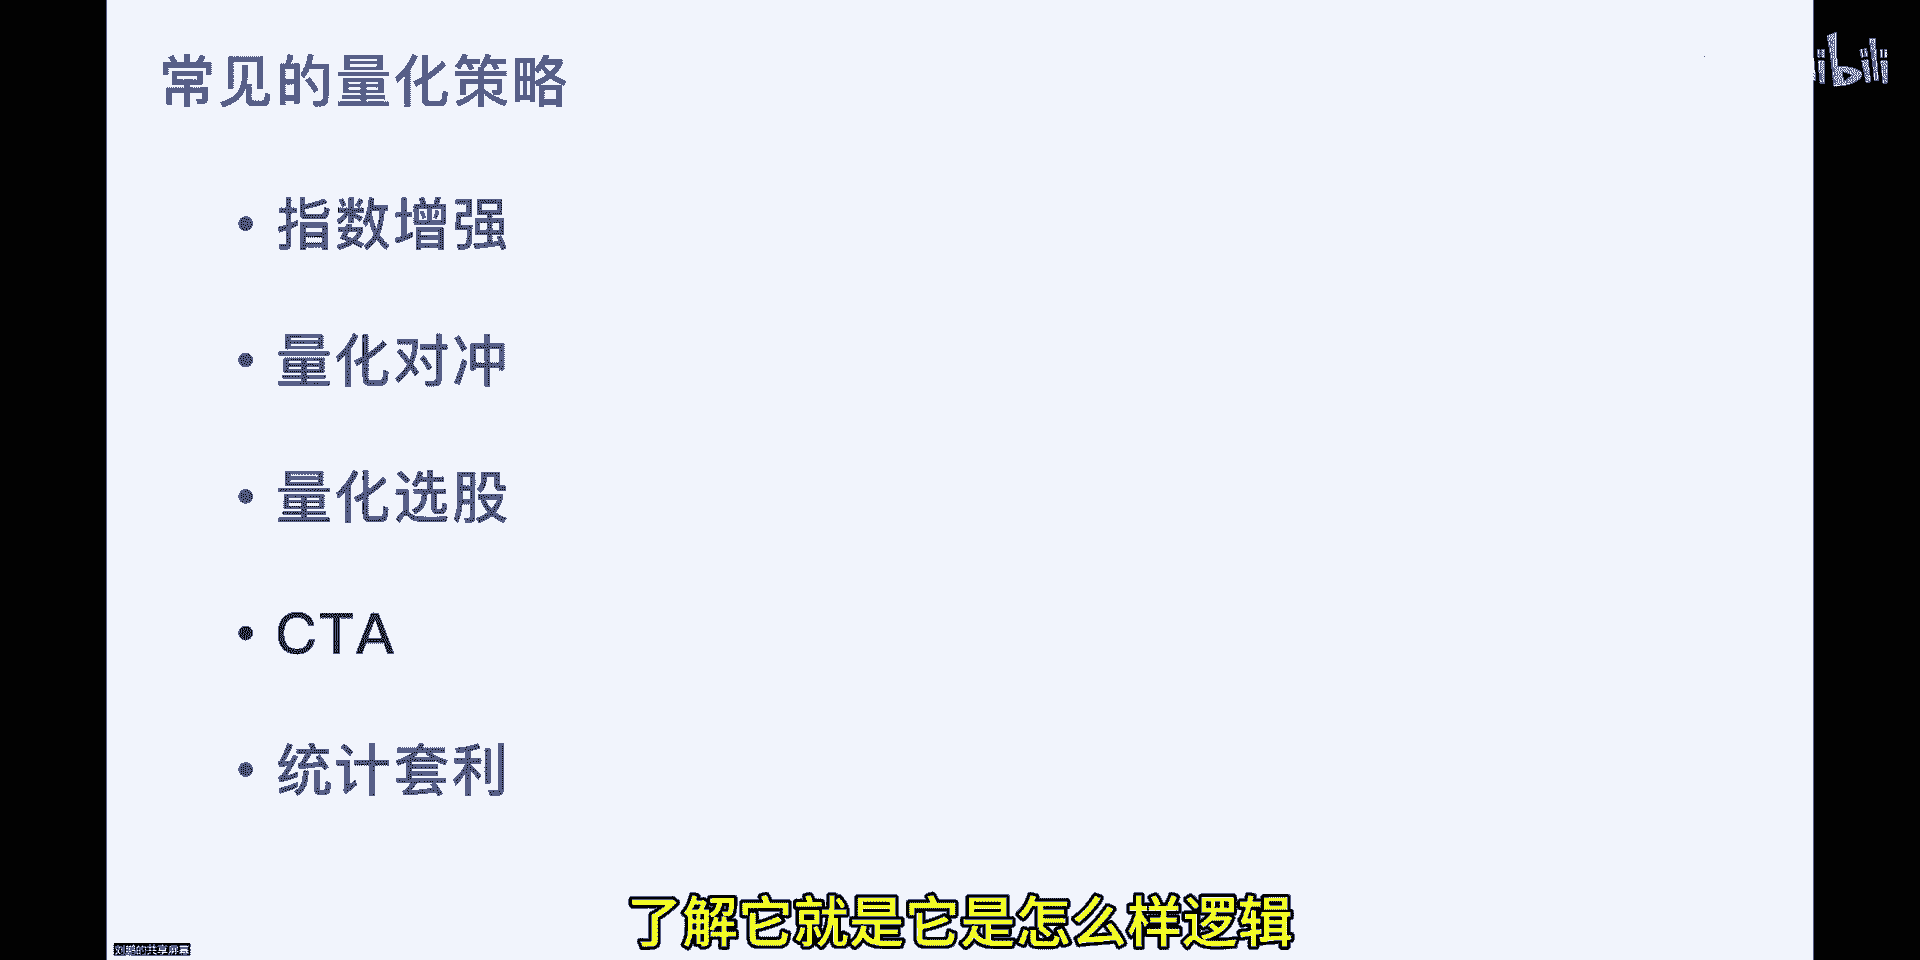 常见的量化策略
• 指数增强
• 量化对冲
• 量化选股
• CTA
• 统计套利
了解它就是它是怎么样逻辑
刘鹏的共享屏幕